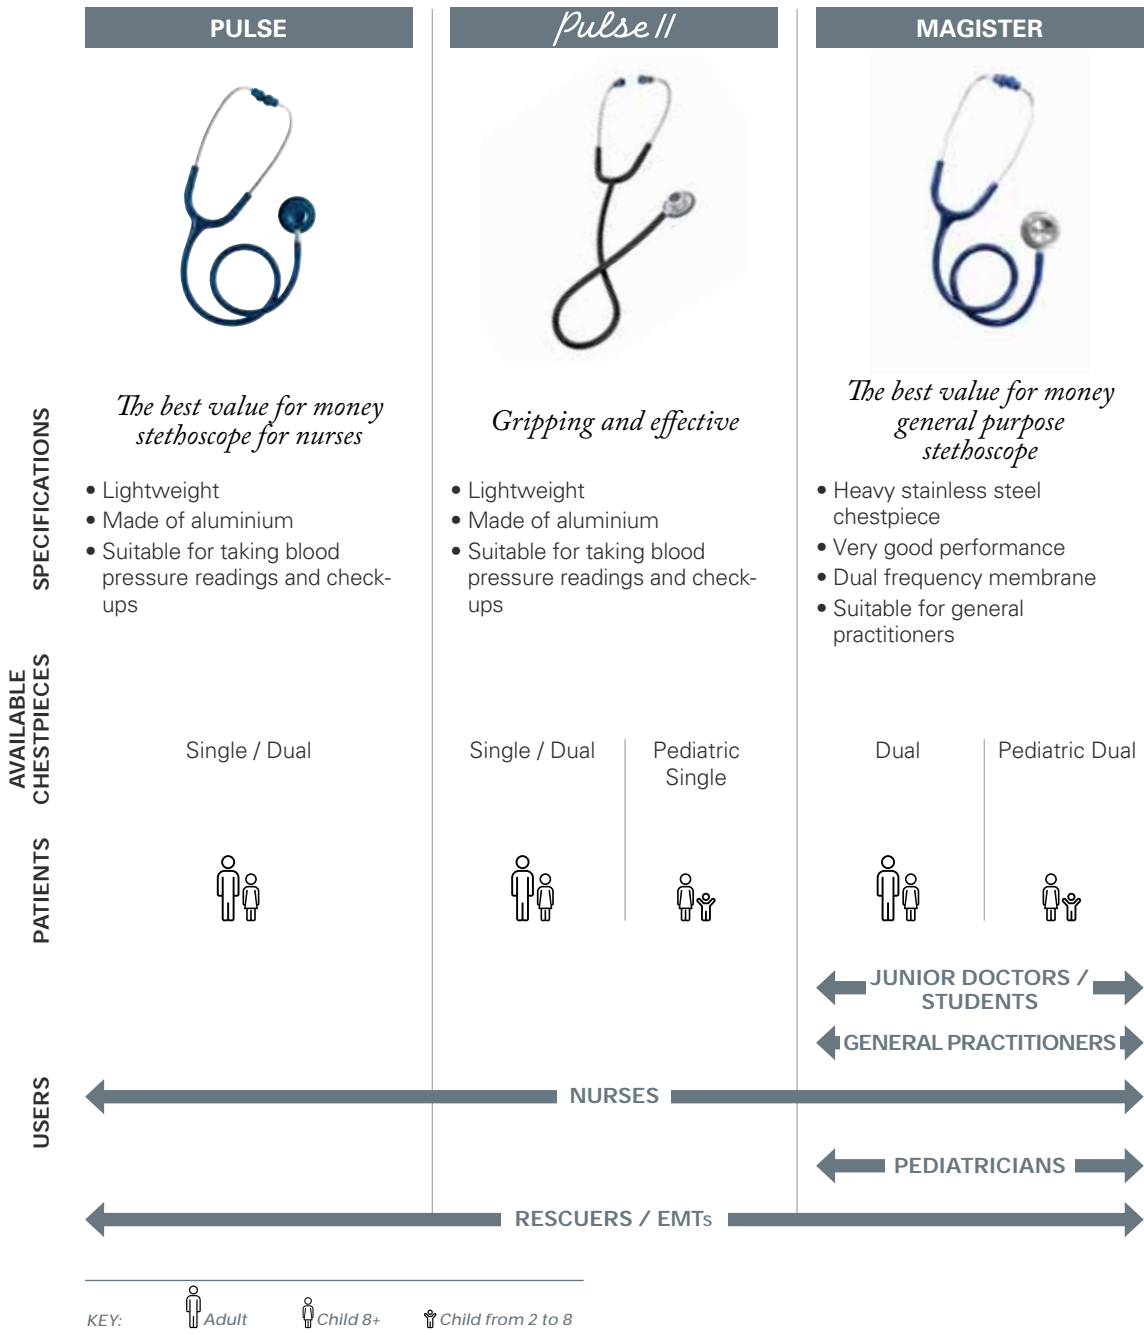 PULSE
Pulse II
MAGISTER
SPECIFICATIONS
The best value for money
stethoscope for nurses
• Lightweight
• Made of aluminium
• Suitable for taking blood
pressure readings and check-
ups
Gripping and effective
• Lightweight
• Made of aluminium
• Suitable for taking blood
pressure readings and check-
ups
The best value for money
general purpose
stethoscope
• Heavy stainless steel
chestpiece
• Very good performance
• Dual frequency membrane
• Suitable for general
practitioners
AVAILABLE
CHESTPIECES
Single / Dual
Single / Dual
Pediatric
Single
Dual
Pediatric Dual
PATIENTS
USERS
JUNIOR DOCTORS /
STUDENTS
GENERAL PRACTITIONERS
NURSES
PEDIATRICIANS
RESCUERS / EMTs
KEY:
Adult
Child 8+
Child from 2 to 8